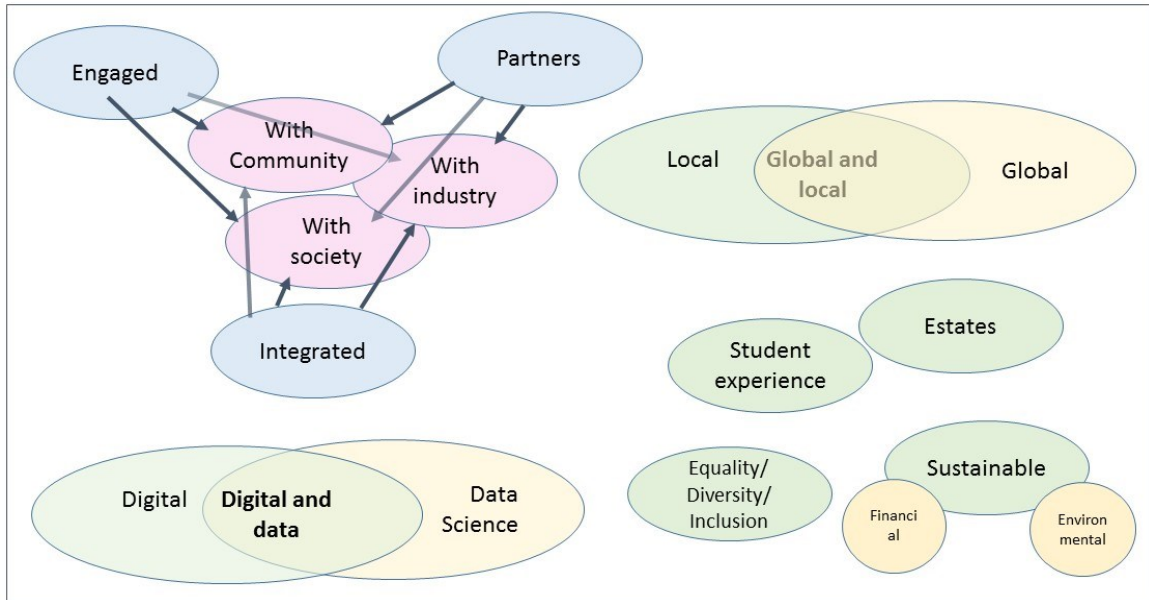 Engaged
Partners
With
Community
With
industry
With
society
Integrated
Local
Global and
local
Global
Estates
Student
experience
Equality/
Diversity/
Inclusion
Sustainable
Financi
al
Environ
mental
Digital
Digital and
data
Data
Science